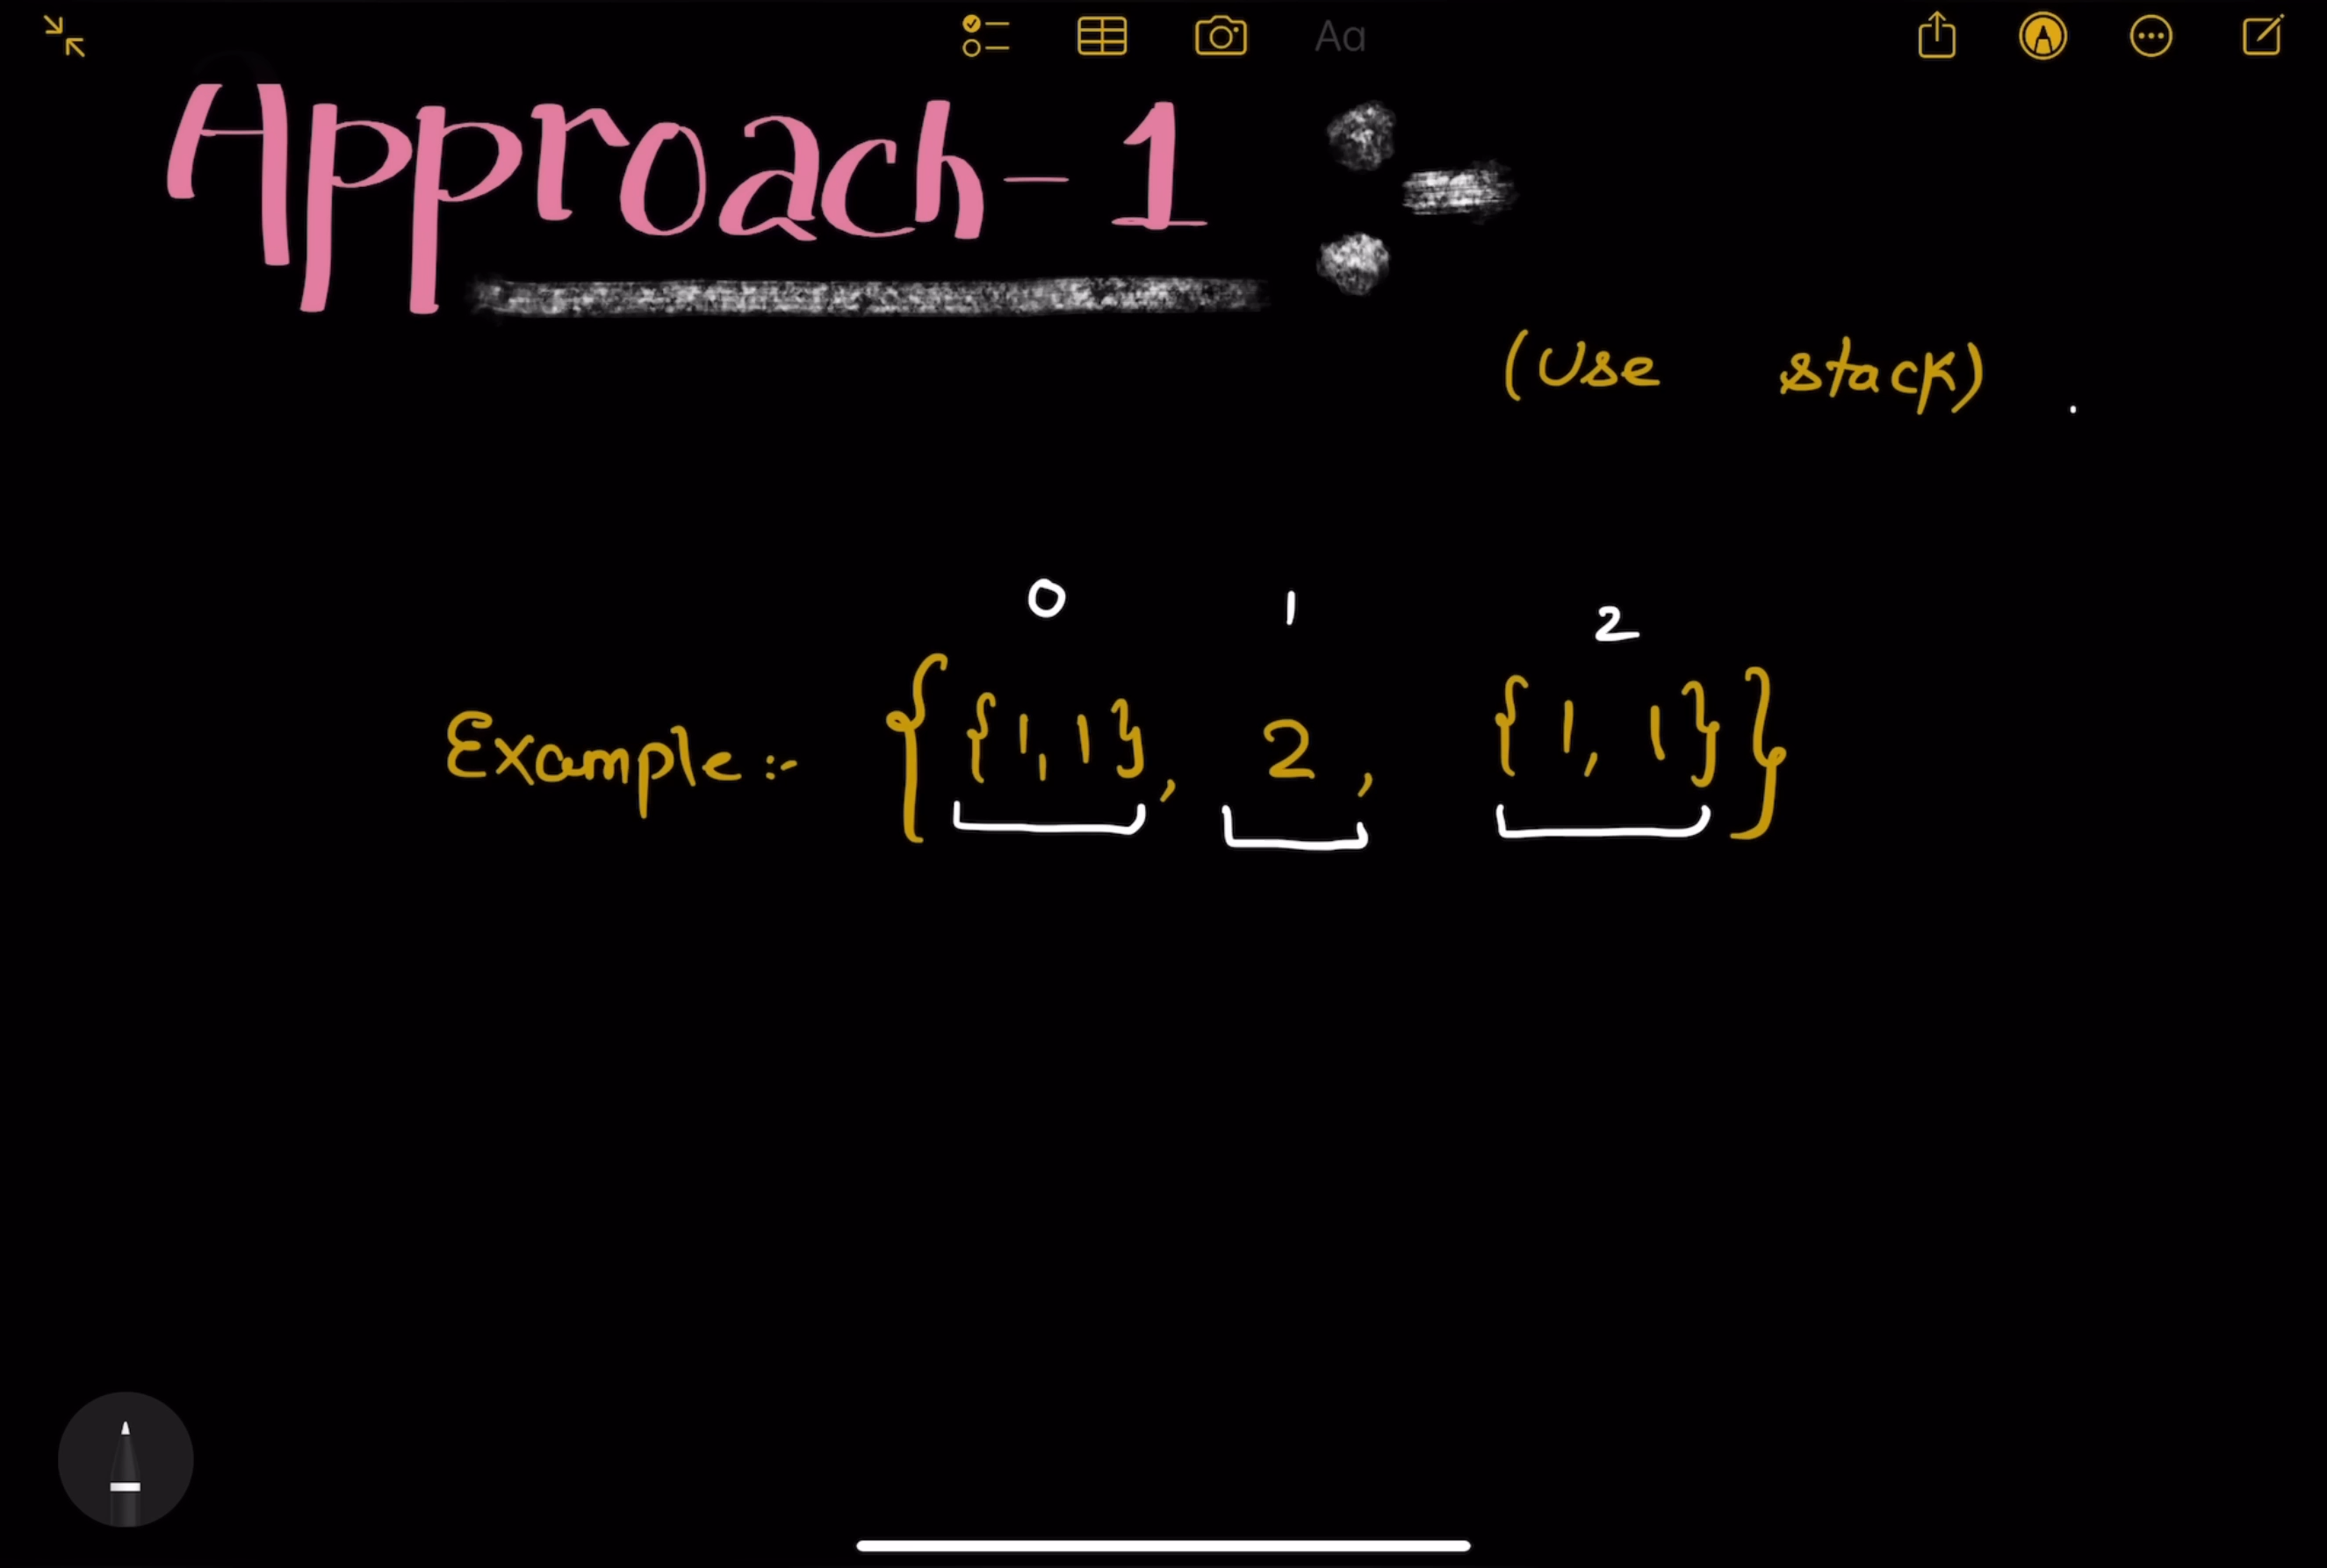 Aa
Approach-1 :-
(Use stack) .
0 1 2
Example :- { {1,1}, 2, {1,1} }